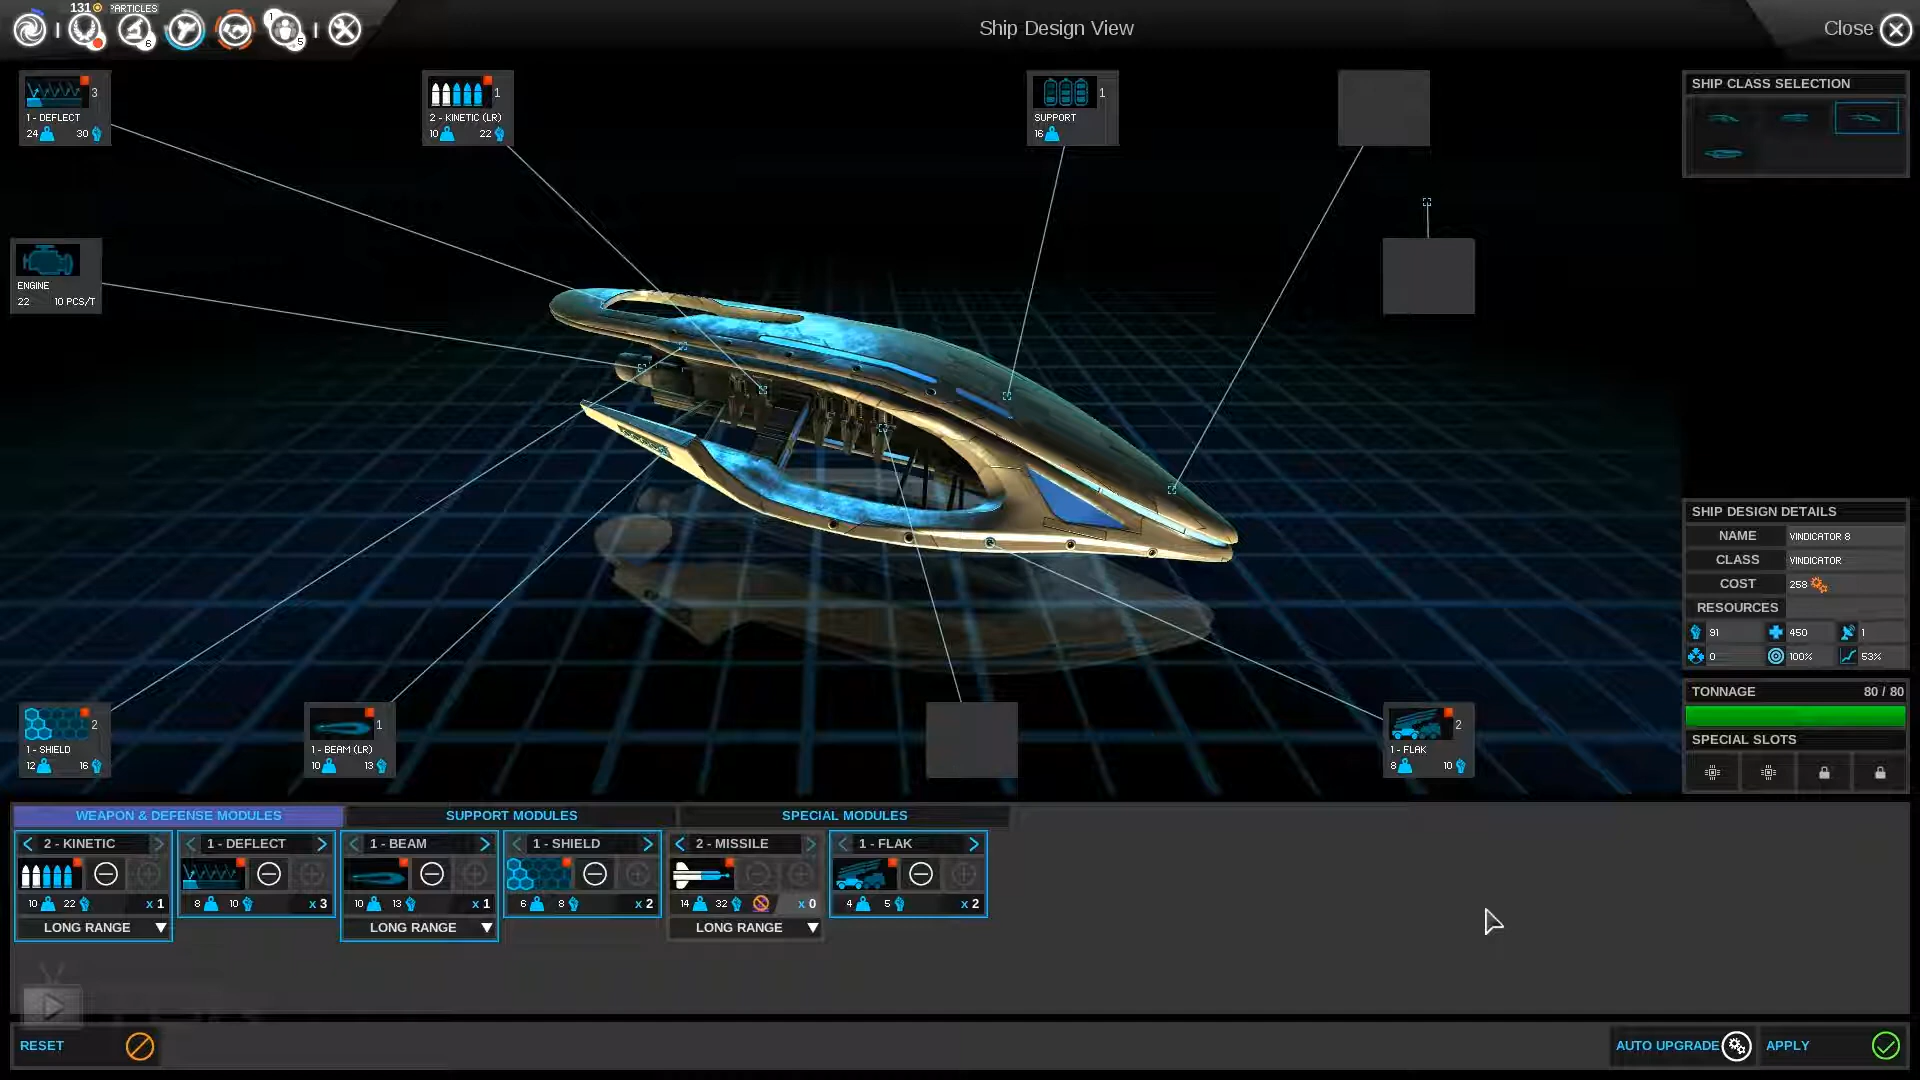 131 PARTICLES
6
1
5
Ship Design View
Close
3
1 - DEFLECT
24 30
1
2 - KINETIC (LR)
10 22
1
SUPPORT
16
SHIP CLASS SELECTION
ENGINE
22 10 PCS/T
SHIP DESIGN DETAILS
NAME VINDICATOR 8
CLASS VINDICATOR
COST 258
RESOURCES
91 450 1
0 100% 53%
TONNAGE 80 / 80
SPECIAL SLOTS
2
1 - SHIELD
12 16
1
1 - BEAM (LR)
10 13
2
1 - FLAK
8 10
WEAPON & DEFENSE MODULES SUPPORT MODULES SPECIAL MODULES
2 - KINETIC 1 - DEFLECT 1 - BEAM 1 - SHIELD 2 - MISSILE 1 - FLAK
10 22 x 1 8 10 x 3 10 13 x 1 6 8 x 2 14 32 x 0 4 5 x 2
LONG RANGE LONG RANGE LONG RANGE
RESET AUTO UPGRADE APPLY